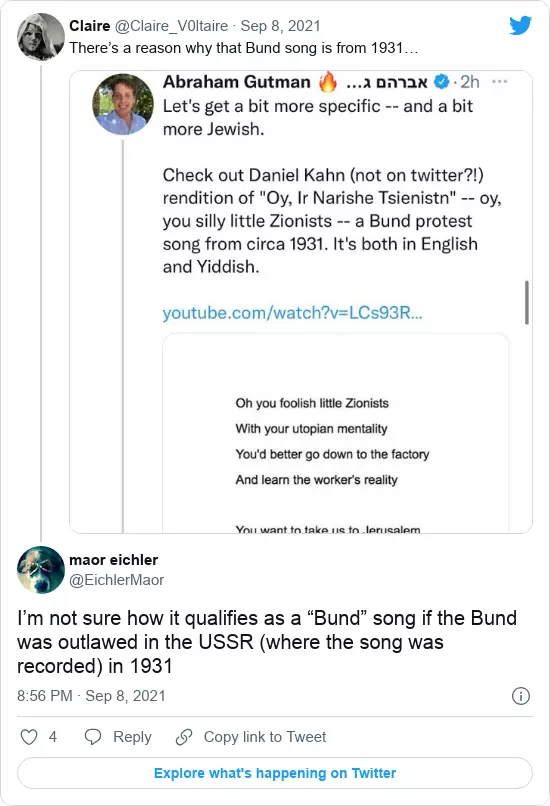 Claire @Claire_V0ltaire · Sep 8, 2021
There's a reason why that Bund song is from 1931…
Abraham Gutman 🔥 אברהם ג... · 2h ···
Let's get a bit more specific -- and a bit
more Jewish.
Check out Daniel Kahn (not on twitter?!)
rendition of "Oy, Ir Narishe Tsienistn" -- oy,
you silly little Zionists -- a Bund protest
song from circa 1931. It's both in English
and Yiddish.
youtube.com/watch?v=LCs93R...
Oh you foolish little Zionists
With your utopian mentality
You'd better go down to the factory
And learn the worker's reality
You want to take us to Jerusalem
maor eichler
@EichlerMaor
I'm not sure how it qualifies as a “Bund” song if the Bund
was outlawed in the USSR (where the song was
recorded) in 1931
8:56 PM · Sep 8, 2021
4 Reply Copy link to Tweet
Explore what's happening on Twitter